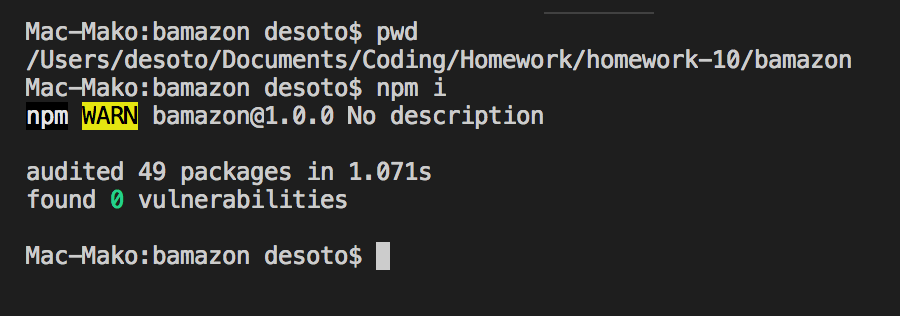 Mac-Mako:bamazon desoto$ pwd
/Users/desoto/Documents/Coding/Homework/homework-10/bamazon
Mac-Mako:bamazon desoto$ npm i
npm WARN bamazon@1.0.0 No description
audited 49 packages in 1.071s
found 0 vulnerabilities
Mac-Mako:bamazon desoto$